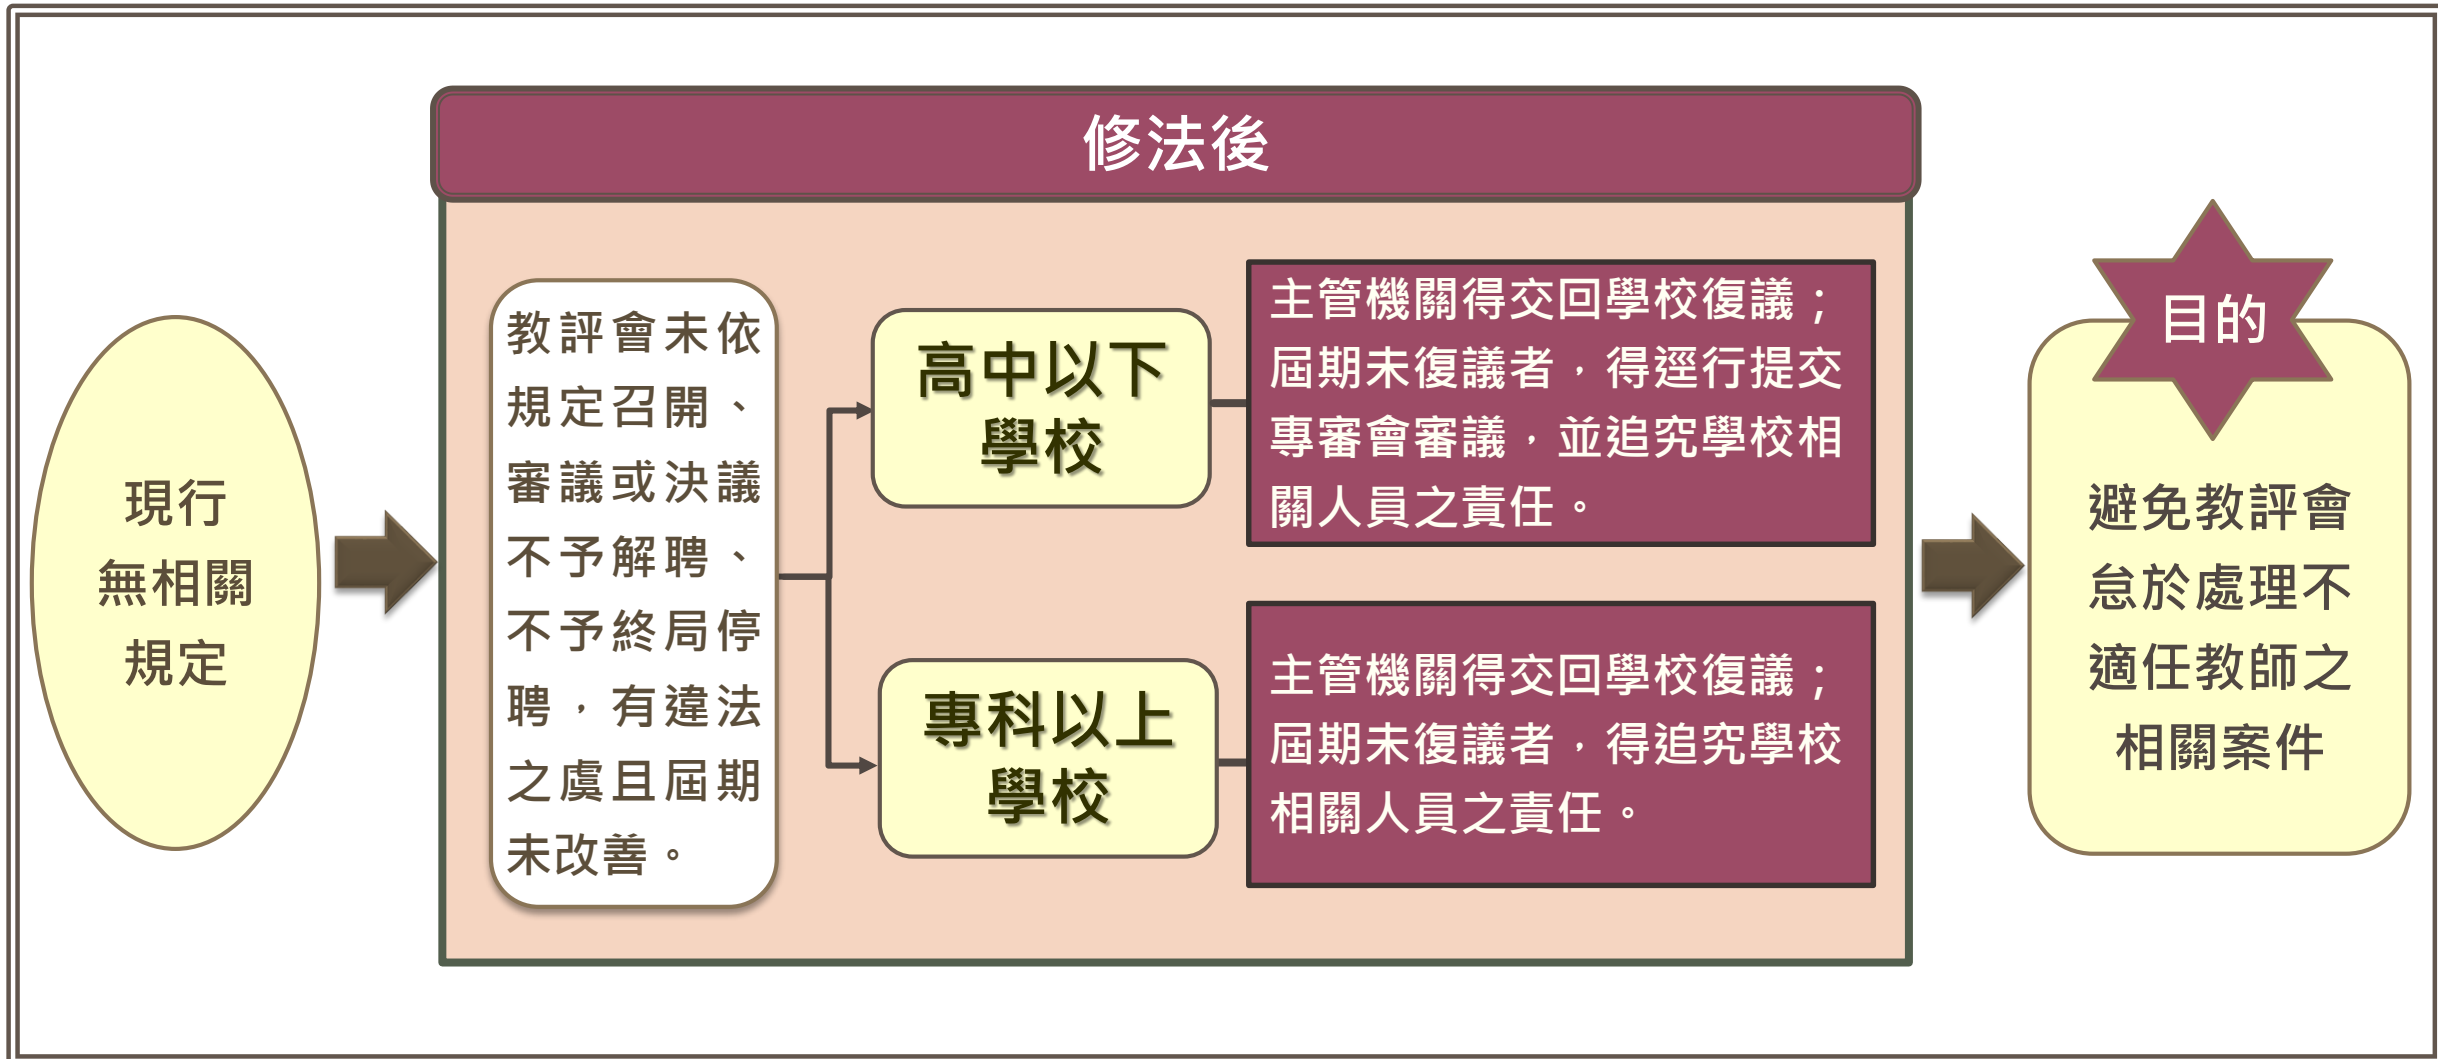 修法後
現行
無相關
規定
教評會未依
規定召開、
審議或決議
不予解聘、
不予終局停
聘，有違法
之虞且屆期
未改善。
高中以下
學校
主管機關得交回學校復議；
屆期未復議者，得逕行提交
專審會審議，並追究學校相
關人員之責任。
專科以上
學校
主管機關得交回學校復議；
屆期未復議者，得追究學校
相關人員之責任。
目的
避免教評會
怠於處理不
適任教師之
相關案件